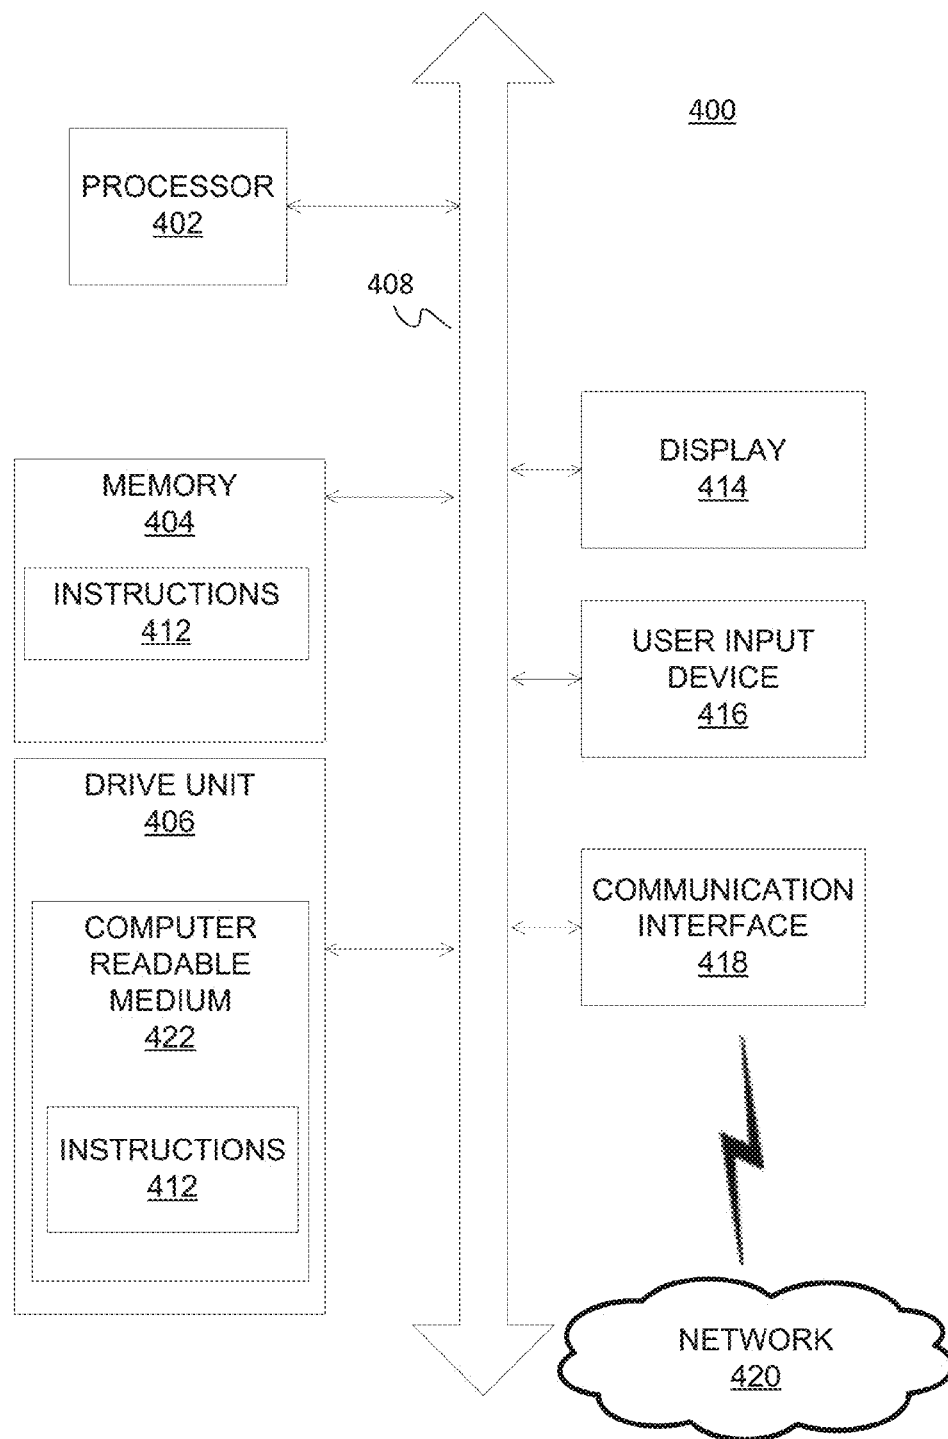 400
PROCESSOR
402
408
MEMORY
404
INSTRUCTIONS
412
DRIVE UNIT
406
COMPUTER
READABLE
MEDIUM
422
INSTRUCTIONS
412
DISPLAY
414
USER INPUT
DEVICE
416
COMMUNICATION
INTERFACE
418
NETWORK
420